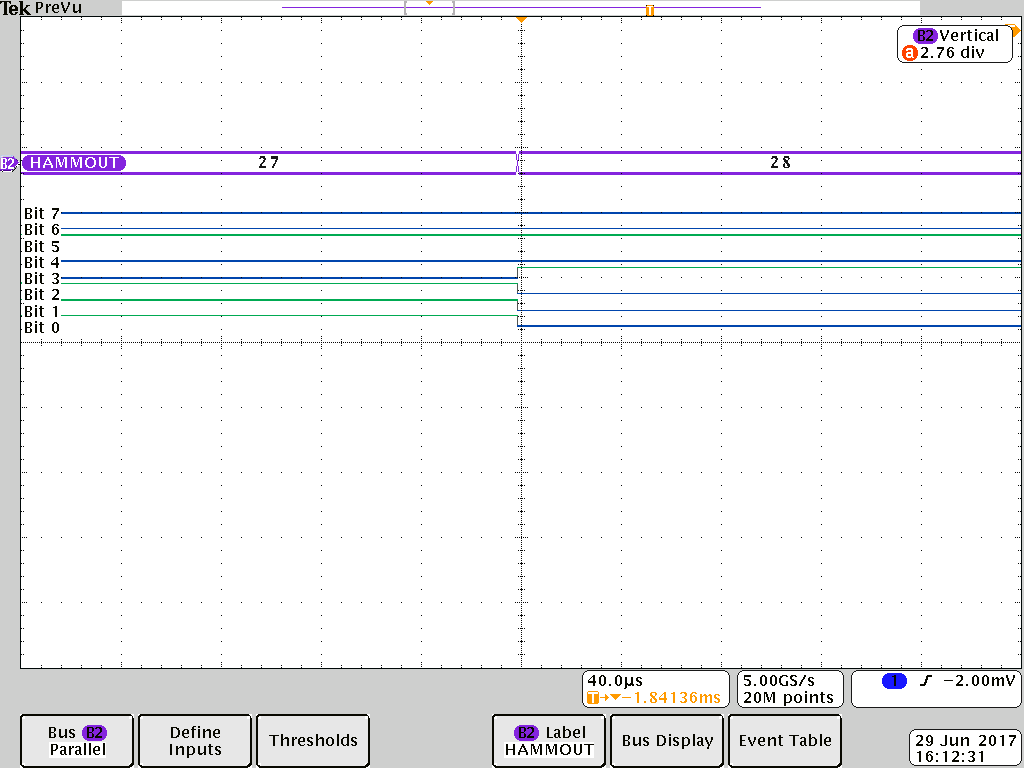 Tek PreVu
B2 Vertical
a 2.76 div
B2 HAMMOUT 27 28
Bit 7
Bit 6
Bit 5
Bit 4
Bit 3
Bit 2
Bit 1
Bit 0
40.0µs
T→▼−1.84136ms
5.00GS/s
20M points
1 ƒ −2.00mV
Bus B2
Parallel
Define
Inputs
Thresholds
B2 Label
HAMMOUT
Bus Display
Event Table
29 Jun 2017
16:12:31